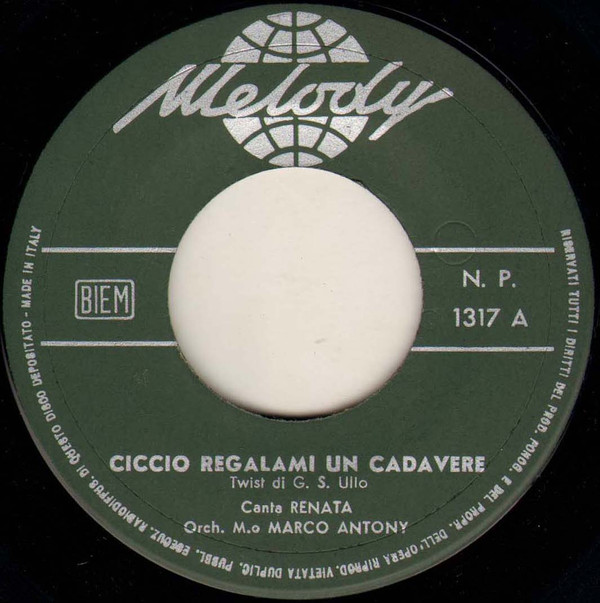 Melody
BIEM
N. P.
1317 A
CICCIO REGALAMI UN CADAVERE
Twist di G. S. Ullo
Canta RENATA
Orch. M.o MARCO ANTONY
RISERVATI TUTTI I DIRITTI DEL PROD. FONOG. E DEL PROPR. DELL'OPERA RIPROD. VIETATA DUPLIC. PUBBL. ESECUZ. RADIODIFFUS. DI QUESTO DISCO DEPOSITATO - MADE IN ITALY